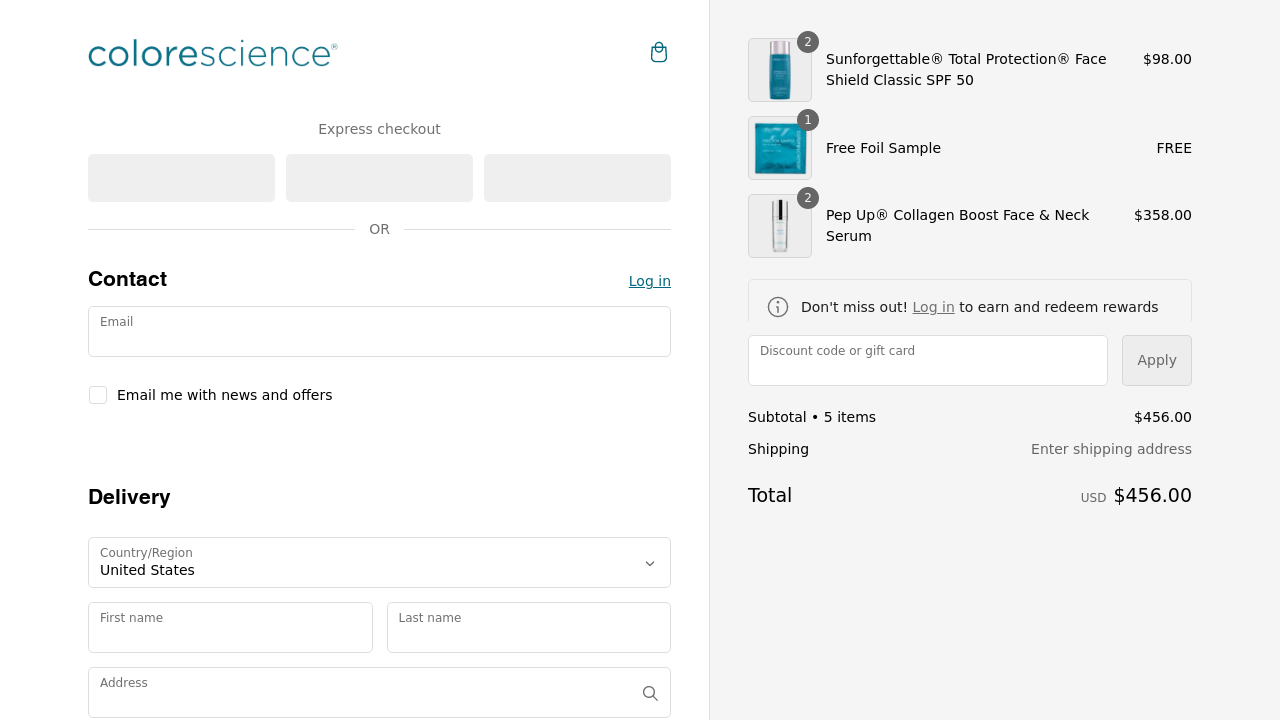 colorescience®
Express checkout
OR
Contact
Log in
Email
Email me with news and offers
Delivery
Country/Region
United States
First name
Last name
Address
2
Sunforgettable® Total Protection® Face
Shield Classic SPF 50
$98.00
1
Free Foil Sample
FREE
2
Pep Up® Collagen Boost Face & Neck
Serum
$358.00
Don't miss out! Log in to earn and redeem rewards
Discount code or gift card
Apply
Subtotal • 5 items
$456.00
Shipping
Enter shipping address
Total
USD $456.00